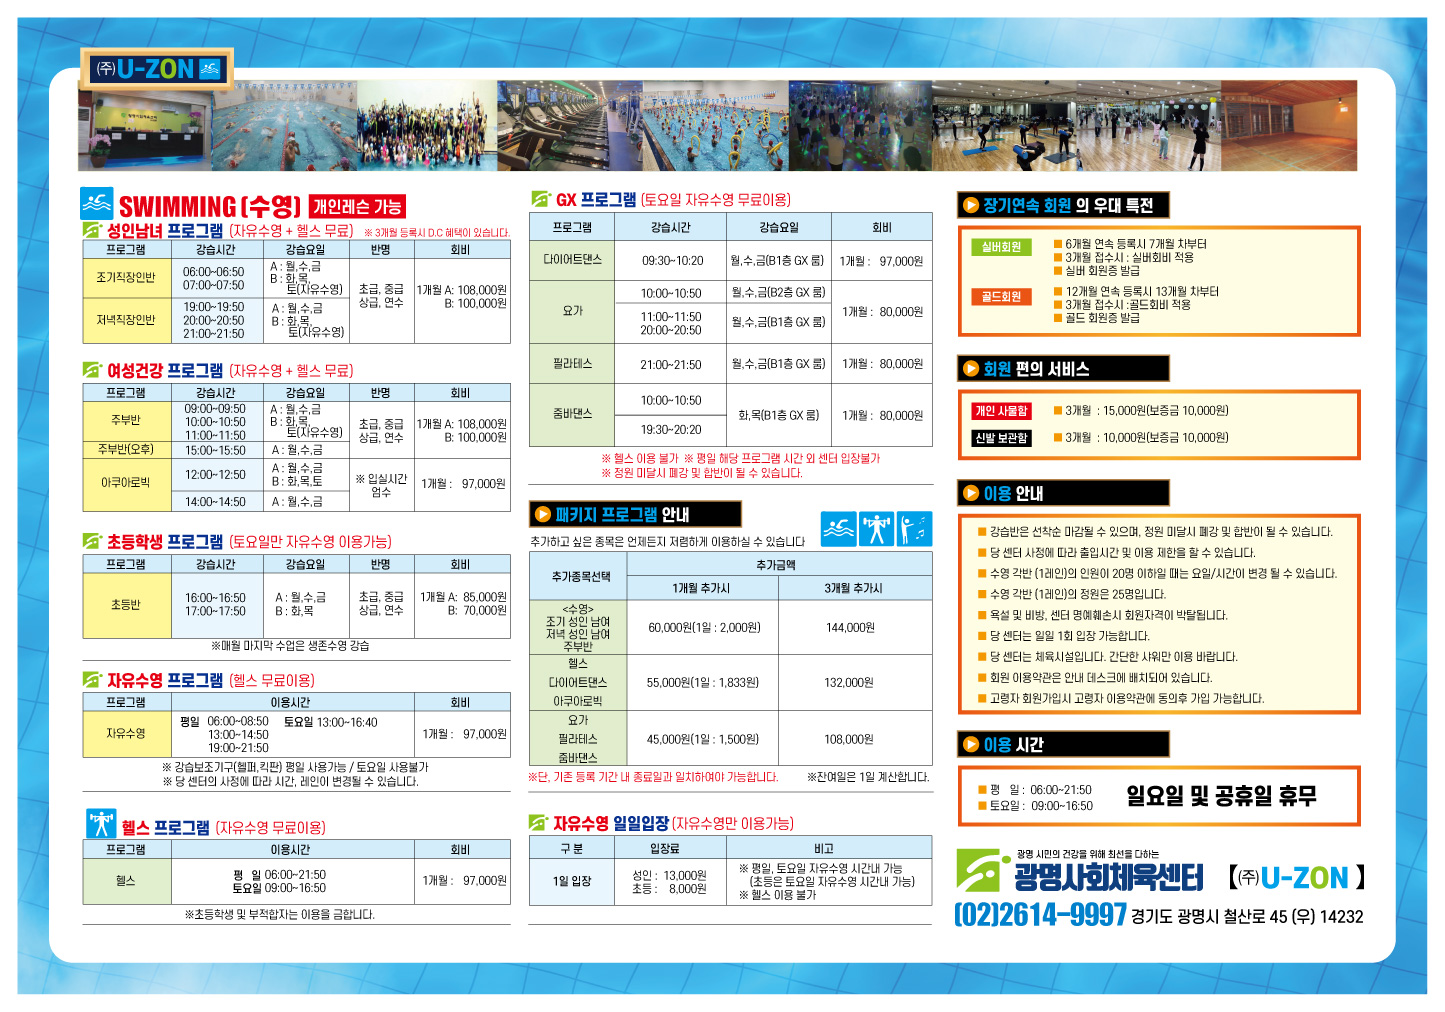 (주)U-ZON
광명사회체육센터
SWIMMING (수영) 개인레슨 가능
성인남녀 프로그램 (자유수영 + 헬스 무료) ※ 3개월 등록시 D.C 혜택이 있습니다.
프로그램 강습시간 강습요일 반명 회비
조기직장인반 06:00~06:50 07:00~07:50
A : 월,수,금
B : 화,목,
토(자유수영)
저녁직장인반
19:00~19:50
20:00~20:50
21:00~21:50
A : 월,수,금
B : 화,목,
토(자유수영)
초급, 중급
상급, 연수
1개월 A: 108,000원
B: 100,000원
여성건강 프로그램 (자유수영 + 헬스 무료)
프로그램 강습시간 강습요일 반명 회비
주부반
09:00~09:50
10:00~10:50
11:00~11:50
A : 월,수,금
B : 화,목,
토(자유수영)
초급, 중급
상급, 연수
1개월 A: 108,000원
B: 100,000원
주부반(오후) 15:00~15:50 A : 월,수,금
아쿠아로빅
12:00~12:50
A : 월,수,금
B : 화,목,토
14:00~14:50 A : 월,수,금
※ 입실시간
엄수
1개월 : 97,000원
초등학생 프로그램 (토요일만 자유수영 이용가능)
프로그램 강습시간 강습요일 반명 회비
초등반
16:00~16:50
17:00~17:50
A : 월,수,금
B : 화,목
초급, 중급
상급, 연수
1개월 A: 85,000원
B: 70,000원
※매월 마지막 수업은 생존수영 강습
자유수영 프로그램 (헬스 무료이용)
프로그램 이용시간 회비
자유수영
평일 06:00~08:50 토요일 13:00~16:40
13:00~14:50
19:00~21:50
1개월 : 97,000원
※ 강습보조기구(헬퍼,킥판) 평일 사용가능 / 토요일 사용불가
※ 당 센터의 사정에 따라 시간, 레인이 변경될 수 있습니다.
헬스 프로그램 (자유수영 무료이용)
프로그램 이용시간 회비
헬스
평 일 06:00~21:50
토요일 09:00~16:50
1개월 : 97,000원
※초등학생 및 부적합자는 이용을 금합니다.
GX 프로그램 (토요일 자유수영 무료이용)
프로그램 강습시간 강습요일 회비
다이어트댄스 09:30~10:20 월,수,금(B1층 GX 룸) 1개월 : 97,000원
요가
10:00~10:50 월,수,금(B2층 GX 룸)
11:00~11:50
20:00~20:50
월,수,금(B1층 GX 룸)
1개월 : 80,000원
필라테스 21:00~21:50 월,수,금(B1층 GX 룸) 1개월 : 80,000원
줌바댄스
10:00~10:50
19:30~20:20
화,목(B1층 GX 룸)
1개월 : 80,000원
※ 헬스 이용 불가 ※ 평일 해당 프로그램 시간 외 센터 입장불가
※ 정원 미달시 폐강 및 합반이 될 수 있습니다.
패키지 프로그램 안내
추가하고 싶은 종목은 언제든지 저렴하게 이용하실 수 있습니다
추가종목선택 추가금액
1개월 추가시 3개월 추가시
<수영>
조기 성인 남여
저녁 성인 남여
주부반
60,000원(1일 : 2,000원) 144,000원
헬스
다이어트댄스
아쿠아로빅
55,000원(1일 : 1,833원) 132,000원
요가
필라테스
줌바댄스
45,000원(1일 : 1,500원) 108,000원
※단, 기존 등록 기간 내 종료일과 일치하여야 가능합니다. ※잔여일은 1일 계산합니다.
자유수영 일일입장 (자유수영만 이용가능)
구 분 입장료 비고
1일 입장
성인 : 13,000원
초등 : 8,000원
※ 평일, 토요일 자유수영 시간내 가능
(초등은 토요일 자유수영 시간내 가능)
※ 헬스 이용 불가
장기연속 회원 의 우대 특전
실버회원
6개월 연속 등록시 7개월 차부터
3개월 접수시 : 실버회비 적용
실버 회원증 발급
골드회원
12개월 연속 등록시 13개월 차부터
3개월 접수시 :골드회비 적용
골드 회원증 발급
회원 편의 서비스
개인 사물함 3개월 : 15,000원(보증금 10,000원)
신발 보관함 3개월 : 10,000원(보증금 10,000원)
이용 안내
강습반은 선착순 마감될 수 있으며, 정원 미달시 폐강 및 합반이 될 수 있습니다.
당 센터 사정에 따라 출입시간 및 이용 제한을 할 수 있습니다.
수영 각반 (1레인)의 인원이 20명 이하일 때는 요일/시간이 변경 될 수 있습니다.
수영 각반 (1레인)의 정원은 25명입니다.
욕설 및 비방, 센터 명예훼손시 회원자격이 박탈됩니다.
당 센터는 일일 1회 입장 가능합니다.
당 센터는 체육시설입니다. 간단한 샤워만 이용 바랍니다.
회원 이용약관은 안내 데스크에 배치되어 있습니다.
고령자 회원가입시 고령자 이용약관에 동의후 가입 가능합니다.
이용 시간
평 일 : 06:00~21:50
토요일 : 09:00~16:50
일요일 및 공휴일 휴무
광명 시민의 건강을 위해 최선을 다하는
광명사회체육센터 【(주)U-ZON】
(02)2614-9997 경기도 광명시 철산로 45 (우) 14232